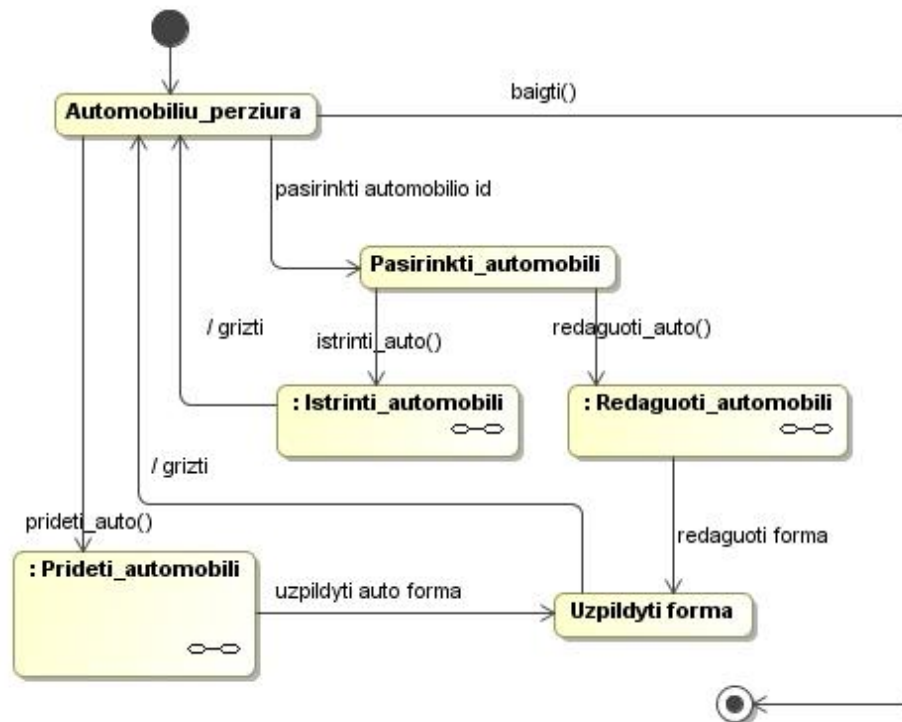 Automobiliu_perziura
baigti()
pasirinkti automobilio id
Pasirinkti_automobili
/ grizti
istrinti_auto()
redaguoti_auto()
: Istrinti_automobili
: Redaguoti_automobili
/ grizti
prideti_auto()
redaguoti forma
: Prideti_automobili
uzpildyti auto forma
Uzpildyti forma